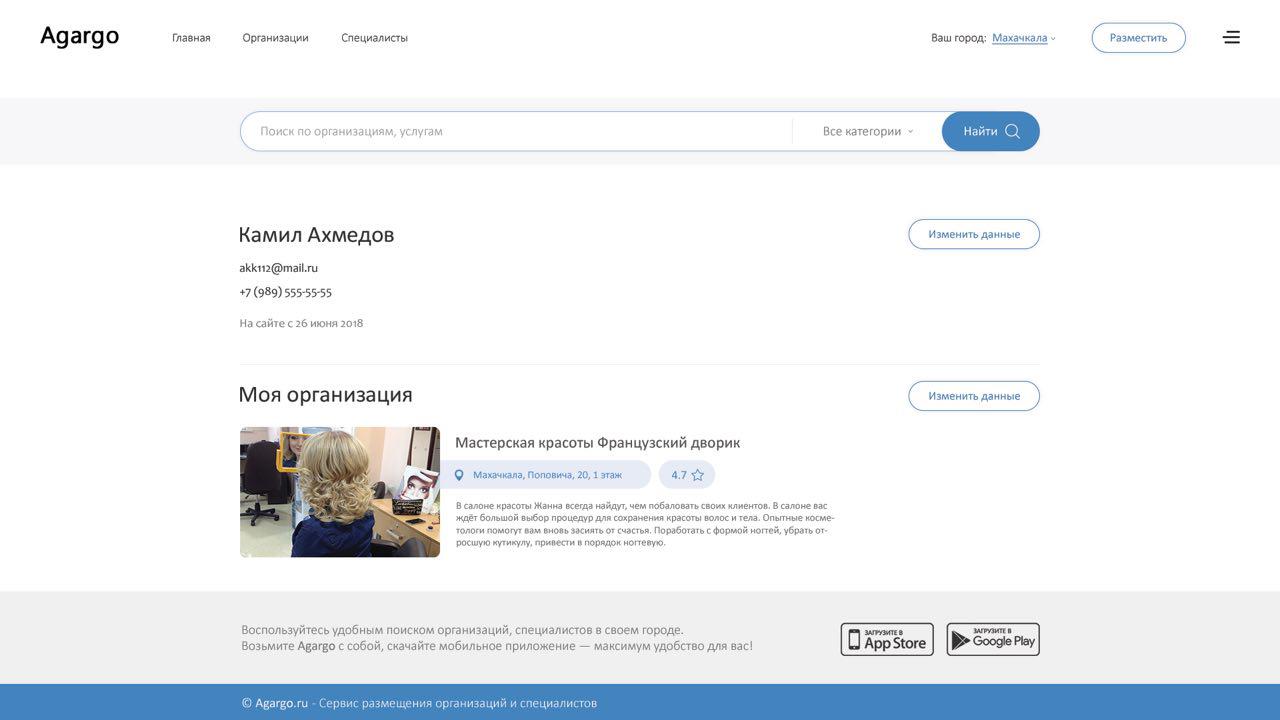 Agargo
Главная
Организации
Специалисты
Ваш город: Махачкала
Разместить
Поиск по организациям, услугам
Все категории
Найти
Камил Ахмедов
Изменить данные
akk112@mail.ru
+7 (989) 555-55-55
На сайте с 26 июня 2018
Моя организация
Изменить данные
Мастерская красоты Французский дворик
Махачкала, Поповича, 20, 1 этаж
4.7
В салоне красоты Жанна всегда найдут, чем побаловать своих клиентов. В салоне вас
ждёт большой выбор процедур для сохранения красоты волос и тела. Опытные косме-
тологи помогут вам вновь засиять от счастья. Поработать с формой ногтей, убрать от-
росшую кутикулу, привести в порядок ногтевую.
Воспользуйтесь удобным поиском организаций, специалистов в своем городе.
Возьмите Agargo с собой, скачайте мобильное приложение — максимум удобство для вас!
ЗАГРУЗИТЕ В
App Store
ЗАГРУЗИТЕ В
Google Play
© Agargo.ru - Сервис размещения организаций и специалистов